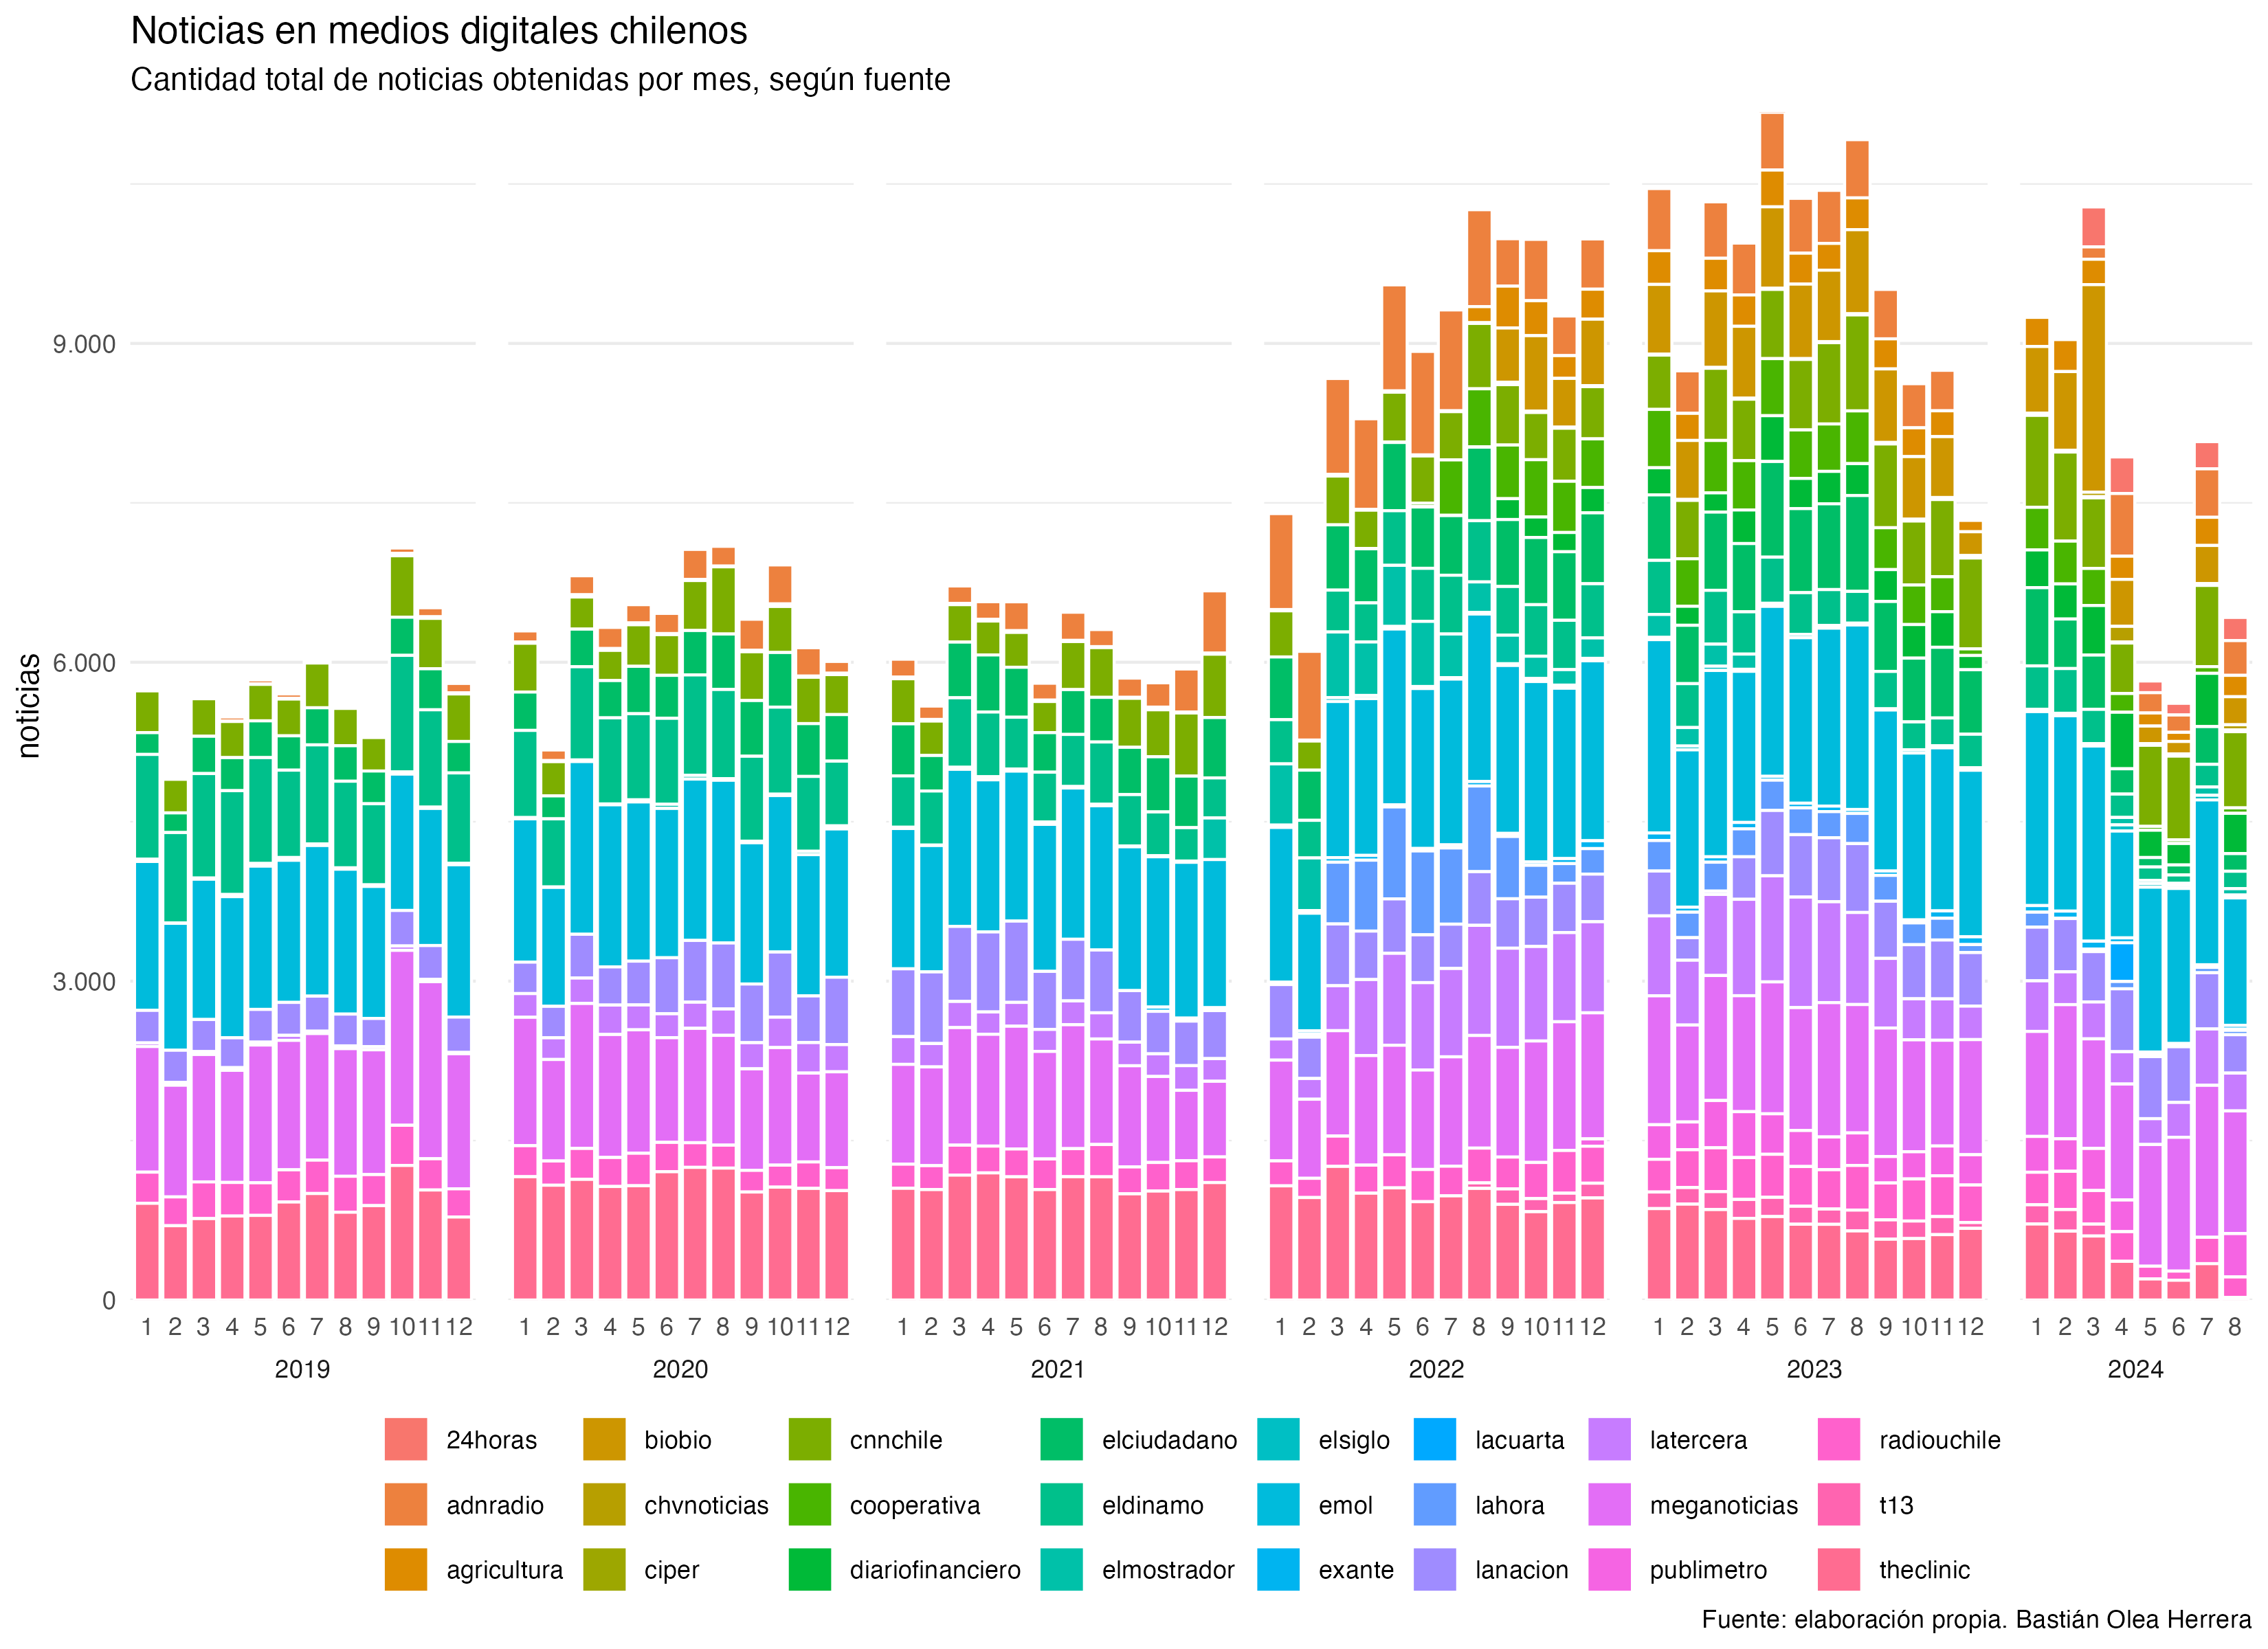 Noticias en medios digitales chilenos
Cantidad total de noticias obtenidas por mes, según fuente
noticias
9.000
6.000
3.000
0
1 2 3 4 5 6 7 8 9 10 11 12
1 2 3 4 5 6 7 8 9 10 11 12
1 2 3 4 5 6 7 8 9 10 11 12
1 2 3 4 5 6 7 8 9 10 11 12
1 2 3 4 5 6 7 8 9 10 11 12
1 2 3 4 5 6 7 8
2019 2020 2021 2022 2023 2024
24horas biobio cnnchile elciudadano elsiglo lacuarta latercera radiouchile
adnradio chvnoticias cooperativa eldinamo emol lahora meganoticias t13
agricultura ciper diariofinanciero elmostrador exante lanacion publimetro theclinic
Fuente: elaboración propia. Bastián Olea Herrera